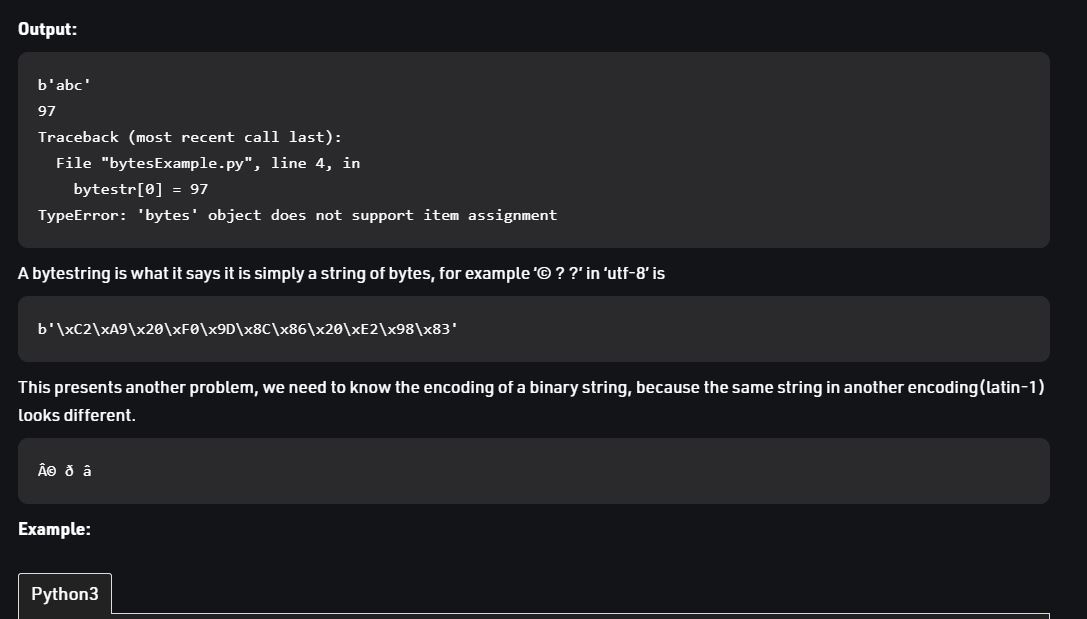 Output:
b'abc'
97
Traceback (most recent call last):
  File "bytesExample.py", line 4, in
    bytestr[0] = 97
TypeError: 'bytes' object does not support item assignment
A bytestring is what it says it is simply a string of bytes, for example ‘© ? ?’ in ‘utf-8’ is
b'\xC2\xA9\x20\xF0\x9D\x8C\x86\x20\xE2\x98\x83'
This presents another problem, we need to know the encoding of a binary string, because the same string in another encoding(latin-1)
looks different.
Â© ð â
Example:
Python3